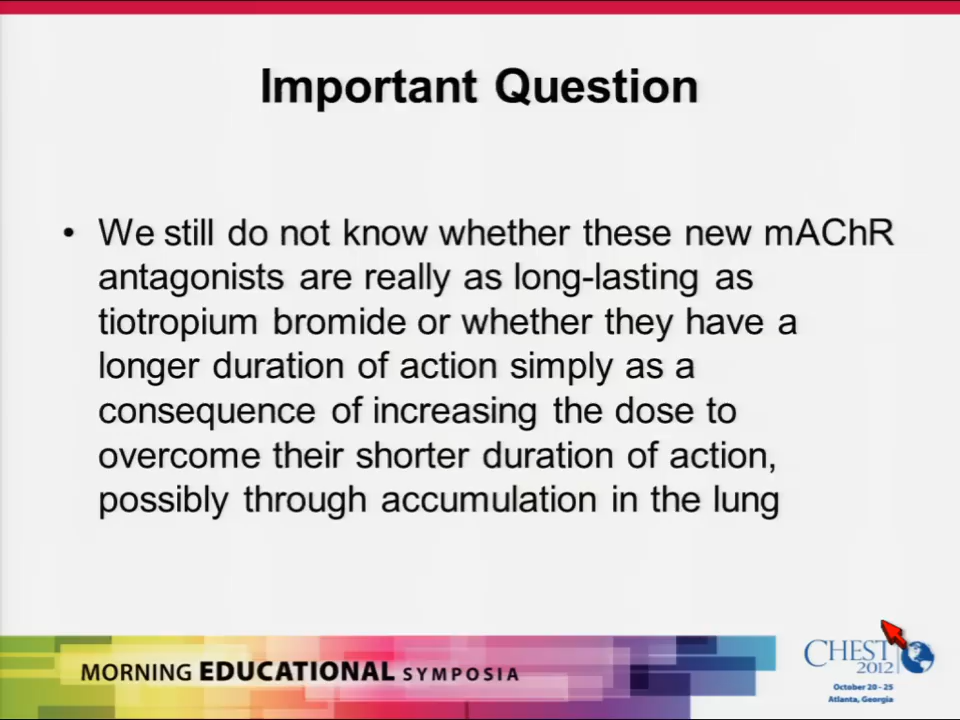 Important Question
• We still do not know whether these new mAChR
antagonists are really as long-lasting as
tiotropium bromide or whether they have a
longer duration of action simply as a
consequence of increasing the dose to
overcome their shorter duration of action,
possibly through accumulation in the lung
MORNING EDUCATIONAL SYMPOSIA
CHEST
2012
October 20 – 25
Atlanta, Georgia